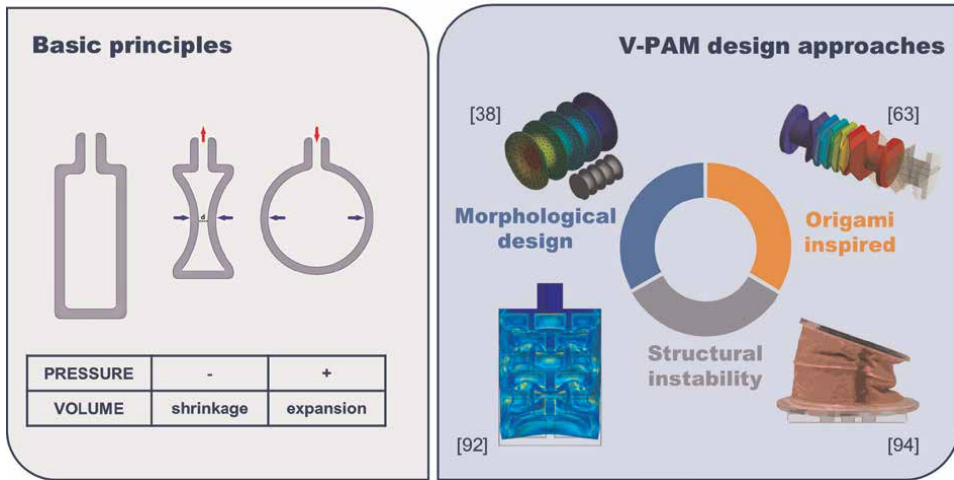 Basic principles
d
PRESSURE - +
VOLUME shrinkage expansion
V-PAM design approaches
[38]
[63]
Morphological
design
Origami
inspired
Structural
instability
[92]
[94]